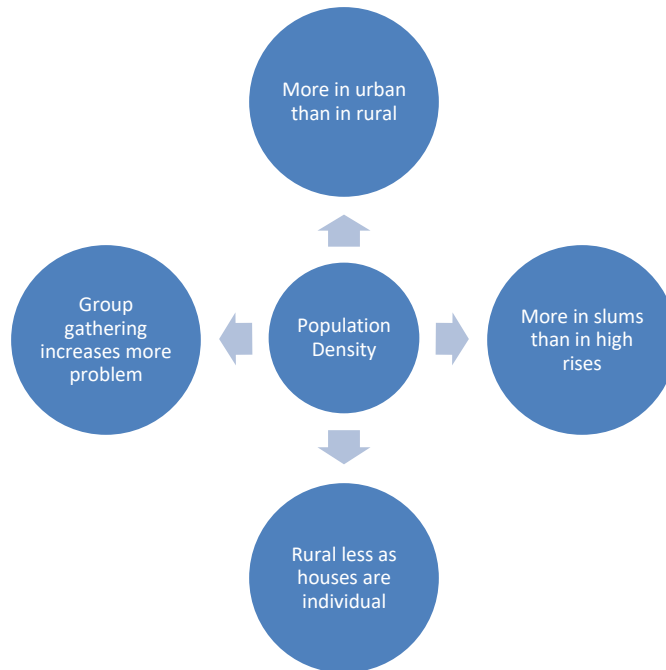 More in urban
than in rural
Group
gathering
increases more
problem
Population
Density
More in slums
than in high
rises
Rural less as
houses are
individual